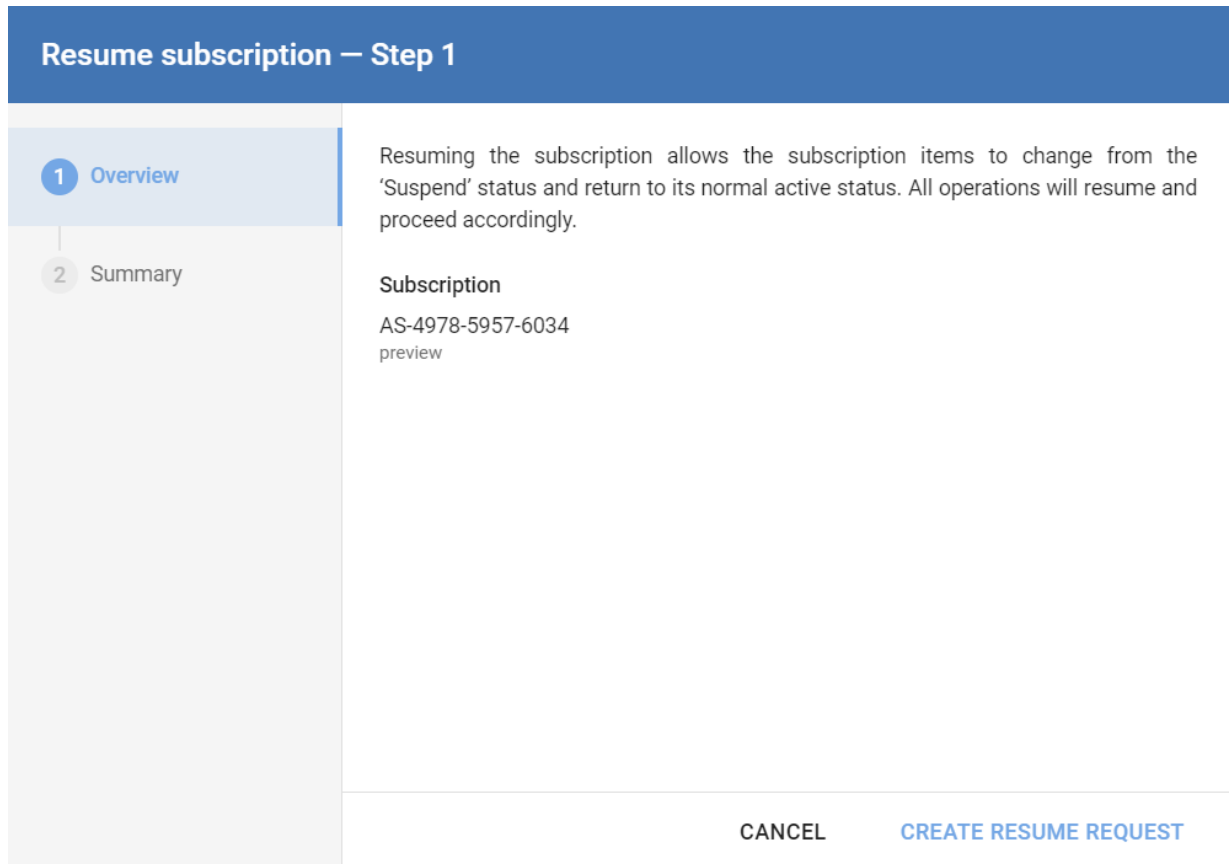 Resume subscription — Step 1
1 Overview
2 Summary
Resuming the subscription allows the subscription items to change from the
‘Suspend’ status and return to its normal active status. All operations will resume and
proceed accordingly.
Subscription
AS-4978-5957-6034
preview
CANCEL CREATE RESUME REQUEST